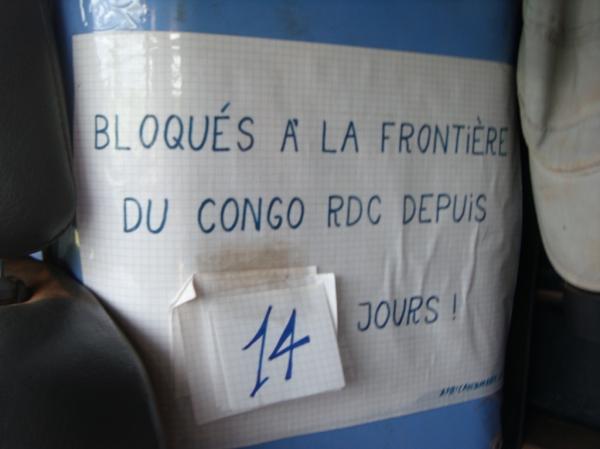 BLOQUÉS À LA FRONTIÈRE
DU CONGO RDC DEPUIS
14 JOURS !